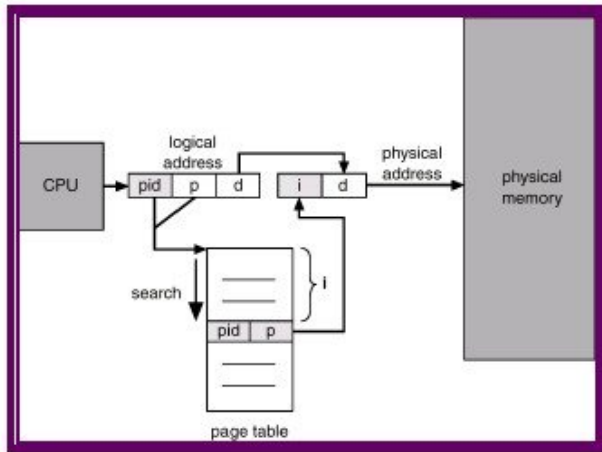 logical
address
CPU
pid p d
i d
physical
address
physical
memory
search
i
pid p
page table